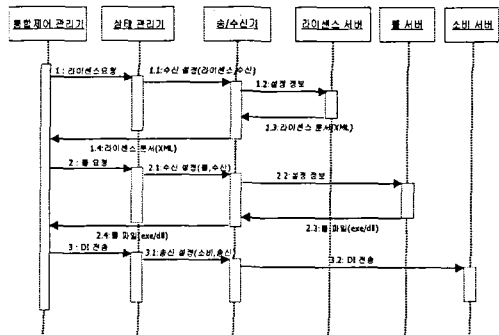 통합제어 관리기
상태 관리기
송/수신기
라이센스 서버
툴 서버
소비 서버
1 : 라이센스요청
1.1:수신 설정(라이센스,수신)
1.2:설정 정보
1.3:라이센스 문서(XML)
1.4:라이센스 문서(XML)
2 : 툴 요청
2.1:수신 설정(툴,수신)
2.2:설정 정보
2.3:툴 파일(exe/dll)
2.4:툴 파일(exe/dll)
3 : DI 전송
3.1:송신 설정(소비,송신)
3.2: DI 전송